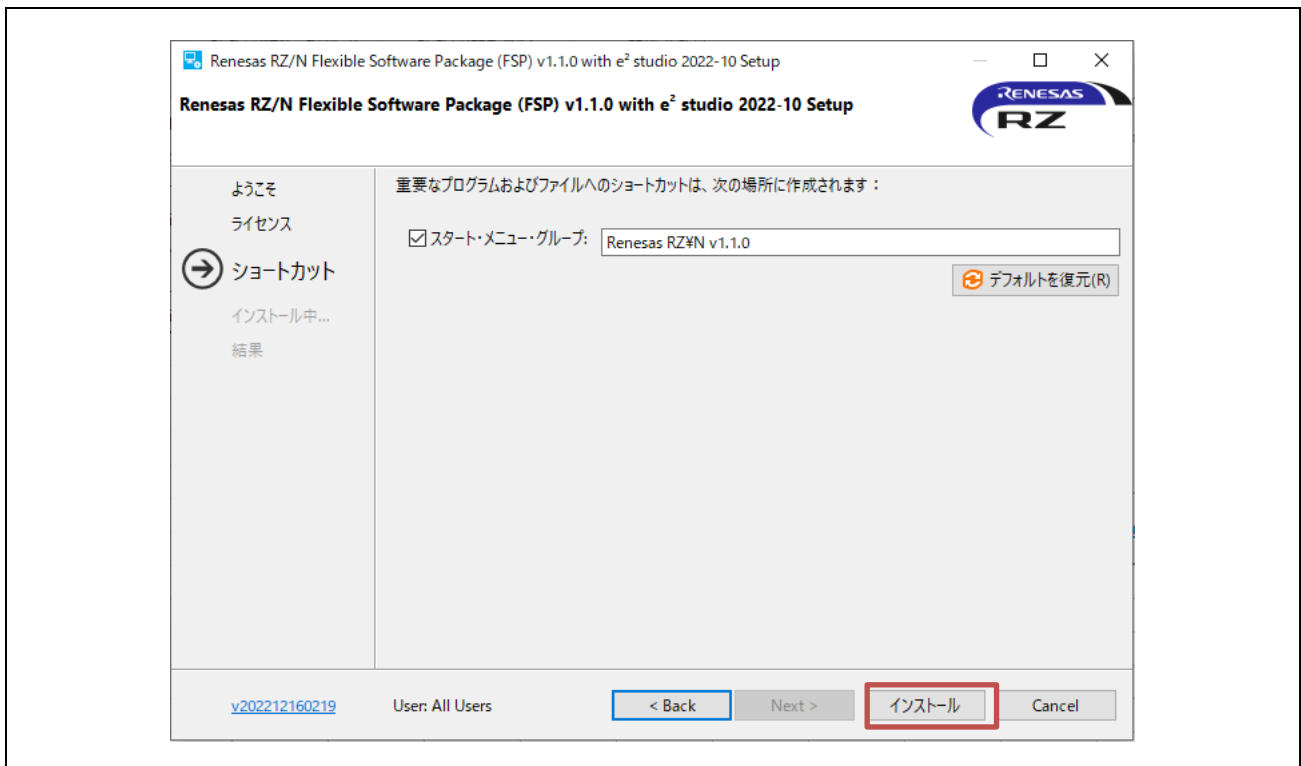 Renesas RZ/N Flexible Software Package (FSP) v1.1.0 with e² studio 2022-10 Setup
Renesas RZ/N Flexible Software Package (FSP) v1.1.0 with e² studio 2022-10 Setup
RENESAS
RZ
ようこそ
ライセンス
ショートカット
インストール中...
結果
重要なプログラムおよびファイルへのショートカットは、次の場所に作成されます：
スタート・メニュー・グループ: Renesas RZ¥N v1.1.0
デフォルトを復元(R)
v202212160219 User: All Users < Back Next > インストール Cancel